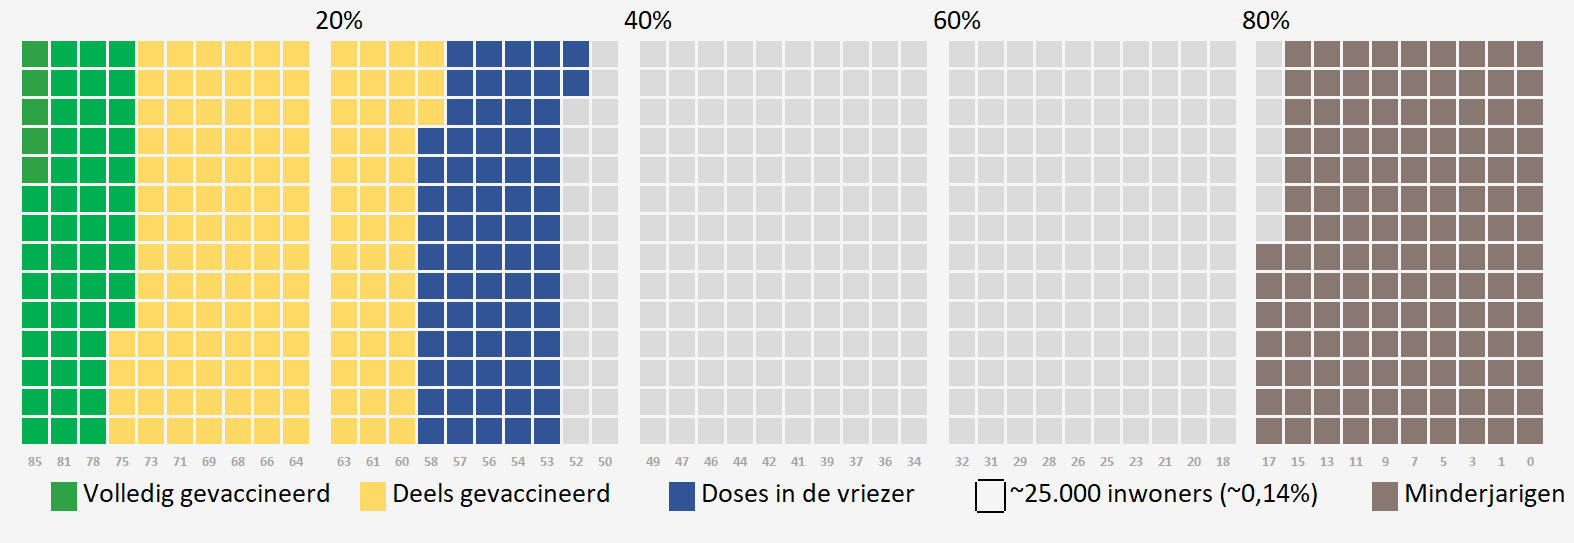 20% 40% 60% 80%
85 81 78 75 73 71 69 68 66 64 63 61 60 58 57 56 54 53 52 50 49 47 46 44 42 41 39 37 36 34 32 31 29 28 26 25 23 21 20 18 17 15 13 11 9 7 5 3 1 0
Volledig gevaccineerd Deels gevaccineerd Doses in de vriezer ~25.000 inwoners (~0,14%) Minderjarigen